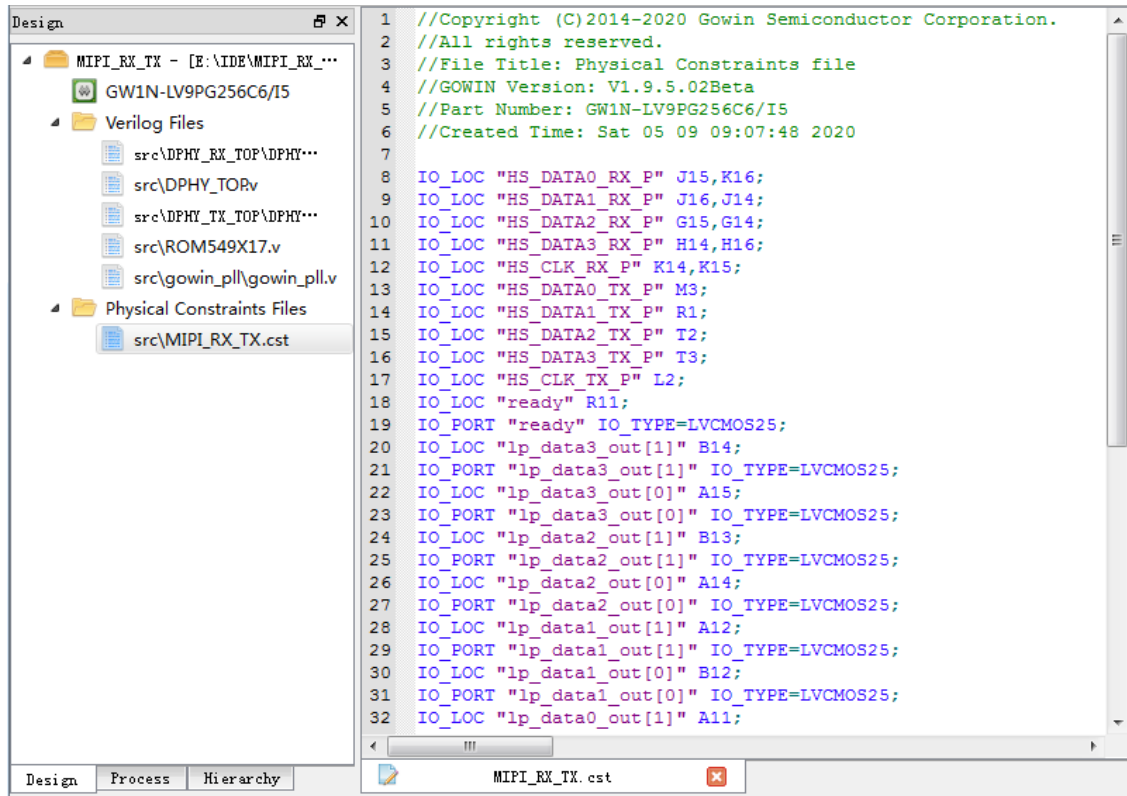 Design
MIPI_RX_TX - [E:\IDE\MIPI_RX_...
GW1N-LV9PG256C6/I5
Verilog Files
src\DPHY_RX_TOP\DPHY...
src\DPHY_TOP.v
src\DPHY_TX_TOP\DPHY...
src\ROM549X17.v
src\gowin_pll\gowin_pll.v
Physical Constraints Files
src\MIPI_RX_TX.cst
Design Process Hierarchy
1 //Copyright (C)2014-2020 Gowin Semiconductor Corporation.
2 //All rights reserved.
3 //File Title: Physical Constraints file
4 //GOWIN Version: V1.9.5.02Beta
5 //Part Number: GW1N-LV9PG256C6/I5
6 //Created Time: Sat 05 09 09:07:48 2020
7
8 IO_LOC "HS_DATA0_RX_P" J15,K16;
9 IO_LOC "HS_DATA1_RX_P" J16,J14;
10 IO_LOC "HS_DATA2_RX_P" G15,G14;
11 IO_LOC "HS_DATA3_RX_P" H14,H16;
12 IO_LOC "HS_CLK_RX_P" K14,K15;
13 IO_LOC "HS_DATA0_TX_P" M3;
14 IO_LOC "HS_DATA1_TX_P" R1;
15 IO_LOC "HS_DATA2_TX_P" T2;
16 IO_LOC "HS_DATA3_TX_P" T3;
17 IO_LOC "HS_CLK_TX_P" L2;
18 IO_LOC "ready" R11;
19 IO_PORT "ready" IO_TYPE=LVCMOS25;
20 IO_LOC "lp_data3_out[1]" B14;
21 IO_PORT "lp_data3_out[1]" IO_TYPE=LVCMOS25;
22 IO_LOC "lp_data3_out[0]" A15;
23 IO_PORT "lp_data3_out[0]" IO_TYPE=LVCMOS25;
24 IO_LOC "lp_data2_out[1]" B13;
25 IO_PORT "lp_data2_out[1]" IO_TYPE=LVCMOS25;
26 IO_LOC "lp_data2_out[0]" A14;
27 IO_PORT "lp_data2_out[0]" IO_TYPE=LVCMOS25;
28 IO_LOC "lp_data1_out[1]" A12;
29 IO_PORT "lp_data1_out[1]" IO_TYPE=LVCMOS25;
30 IO_LOC "lp_data1_out[0]" B12;
31 IO_PORT "lp_data1_out[0]" IO_TYPE=LVCMOS25;
32 IO_LOC "lp_data0_out[1]" A11;
MIPI_RX_TX.cst